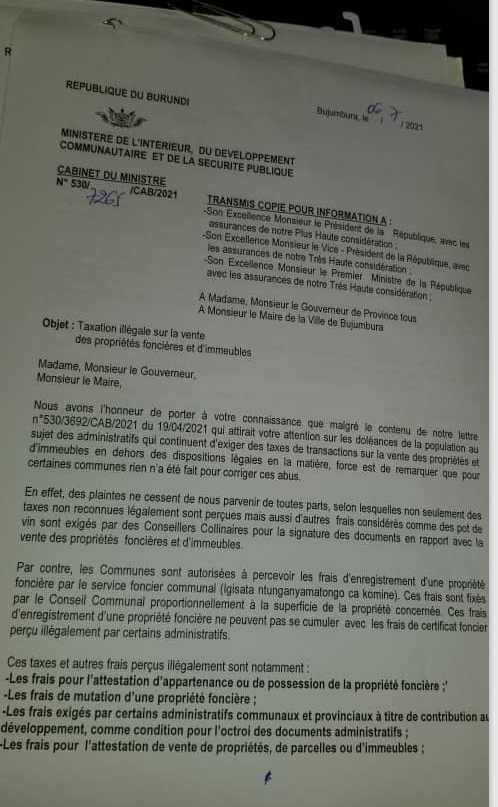 R
REPUBLIQUE DU BURUNDI
Bujumbura, le 06, 7 / 2021
MINISTERE DE L'INTERIEUR, DU DEVELOPPEMENT
COMMUNAUTAIRE ET DE LA SECURITE PUBLIQUE
CABINET DU MINISTRE
N° 530/ 7265 /CAB/2021
TRANSMIS COPIE POUR INFORMATION A :
-Son Excellence Monsieur le Président de la République, avec les
assurances de notre Plus Haute considération ;
-Son Excellence Monsieur le Vice - Président de la République, avec
les assurances de notre Très Haute considération ;
-Son Excellence Monsieur le Premier Ministre de la République
avec les assurances de notre Très Haute considération ;
A Madame, Monsieur le Gouverneur de Province tous
A Monsieur le Maire de la Ville de Bujumbura
Objet : Taxation illégale sur la vente
des propriétés foncières et d'immeubles
Madame, Monsieur le Gouverneur,
Monsieur le Maire,
Nous avons l'honneur de porter à votre connaissance que malgré le contenu de notre lettre
n°530/3692/CAB/2021 du 19/04/2021 qui attirait votre attention sur les doléances de la population au
sujet des administratifs qui continuent d'exiger des taxes de transactions sur la vente des propriétés et
d'immeubles en dehors des dispositions légales en la matière, force est de remarquer que pour
certaines communes rien n'a été fait pour corriger ces abus.
En effet, des plaintes ne cessent de nous parvenir de toutes parts, selon lesquelles non seulement des
taxes non reconnues légalement sont perçues mais aussi d'autres frais considérés comme des pot de
vin sont exigés par des Conseillers Collinaires pour la signature des documents en rapport avec la
vente des propriétés foncières et d'immeubles.
Par contre, les Communes sont autorisées à percevoir les frais d'enregistrement d'une propriété
foncière par le service foncier communal (Igisata ntunganyamatongo ca komine). Ces frais sont fixés
par le Conseil Communal proportionnellement à la superficie de la propriété concernée. Ces frais
d'enregistrement d'une propriété foncière ne peuvent pas se cumuler avec les frais de certificat foncier
perçu illégalement par certains administratifs.
Ces taxes et autres frais perçus illégalement sont notamment :
-Les frais pour l'attestation d'appartenance ou de possession de la propriété foncière ;'
-Les frais de mutation d'une propriété foncière ;
-Les frais exigés par certains administratifs communaux et provinciaux à titre de contribution au
développement, comme condition pour l'octroi des documents administratifs ;
-Les frais pour l'attestation de vente de propriétés, de parcelles ou d'immeubles ;